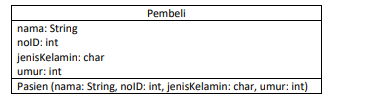 Pembeli
nama: String
noID: int
jenisKelamin: char
umur: int
Pasien (nama: String, noID: int, jenisKelamin: char, umur: int)